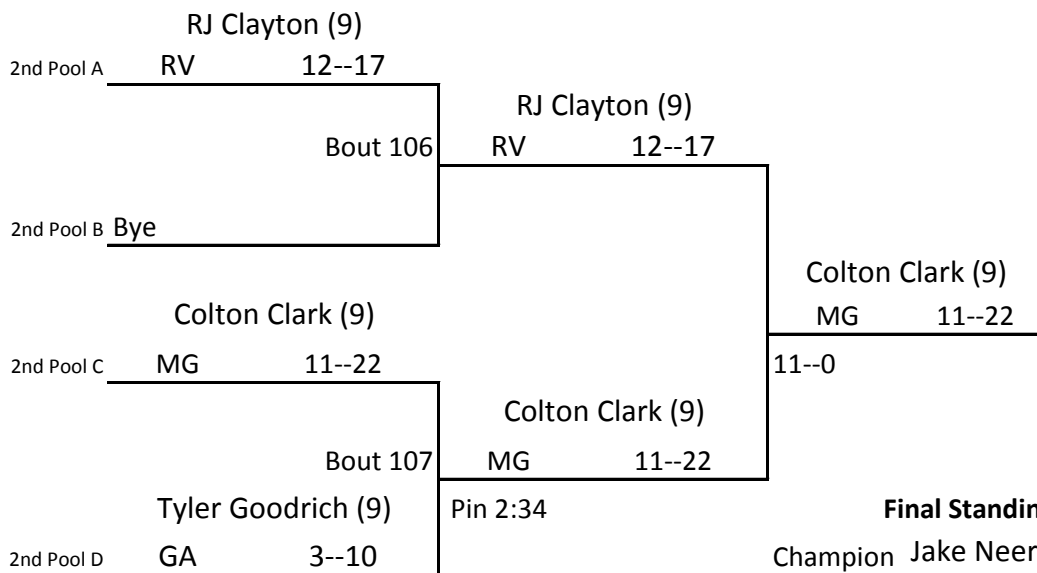 RJ Clayton (9)
2nd Pool A RV 12--17
RJ Clayton (9)
Bout 106 RV 12--17
2nd Pool B Bye
Colton Clark (9)
Colton Clark (9)
MG 11--22
2nd Pool C MG 11--22
11--0
Colton Clark (9)
Bout 107 MG 11--22
Tyler Goodrich (9) Pin 2:34
Final Standin
2nd Pool D GA 3--10
Champion Jake Neer